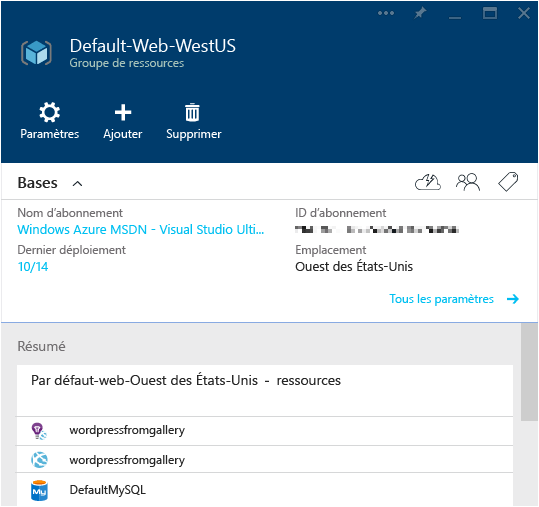 Default-Web-WestUS
Groupe de ressources
Paramètres Ajouter Supprimer
Bases
Nom d'abonnement ID d'abonnement
Windows Azure MSDN - Visual Studio Ulti...
Dernier déploiement Emplacement
10/14 Ouest des États-Unis
Tous les paramètres
Résumé
Par défaut-web-Ouest des États-Unis - ressources
wordpressfromgallery
wordpressfromgallery
My
DefaultMySQL